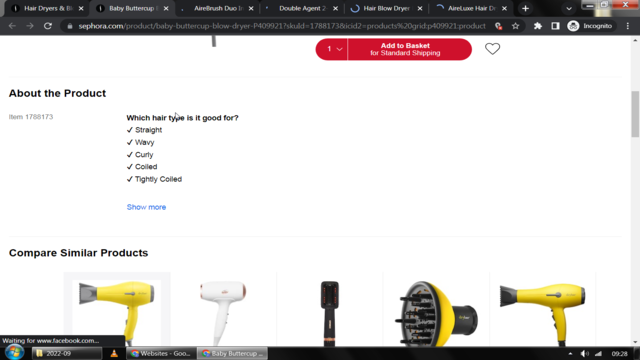 Hair Dryers & Bl
Baby Buttercup
AireBrush Duo Io
Double Agent 2
Hair Blow Dryer
AireLuxe Hair Dr
sephora.com/product/baby-buttercup-blow-dryer-P409921?skuId=1788173&icid2=products%20grid:p409921:product
Incognito
1
Add to Basket
for Standard Shipping
About the Product
Item 1788173
Which hair type is it good for?
✓ Straight
✓ Wavy
✓ Curly
✓ Coiled
✓ Tightly Coiled
Show more
Compare Similar Products
Waiting for www.facebook.com...
2022-09
Websites - Goo...
Baby Buttercup ...
09:28